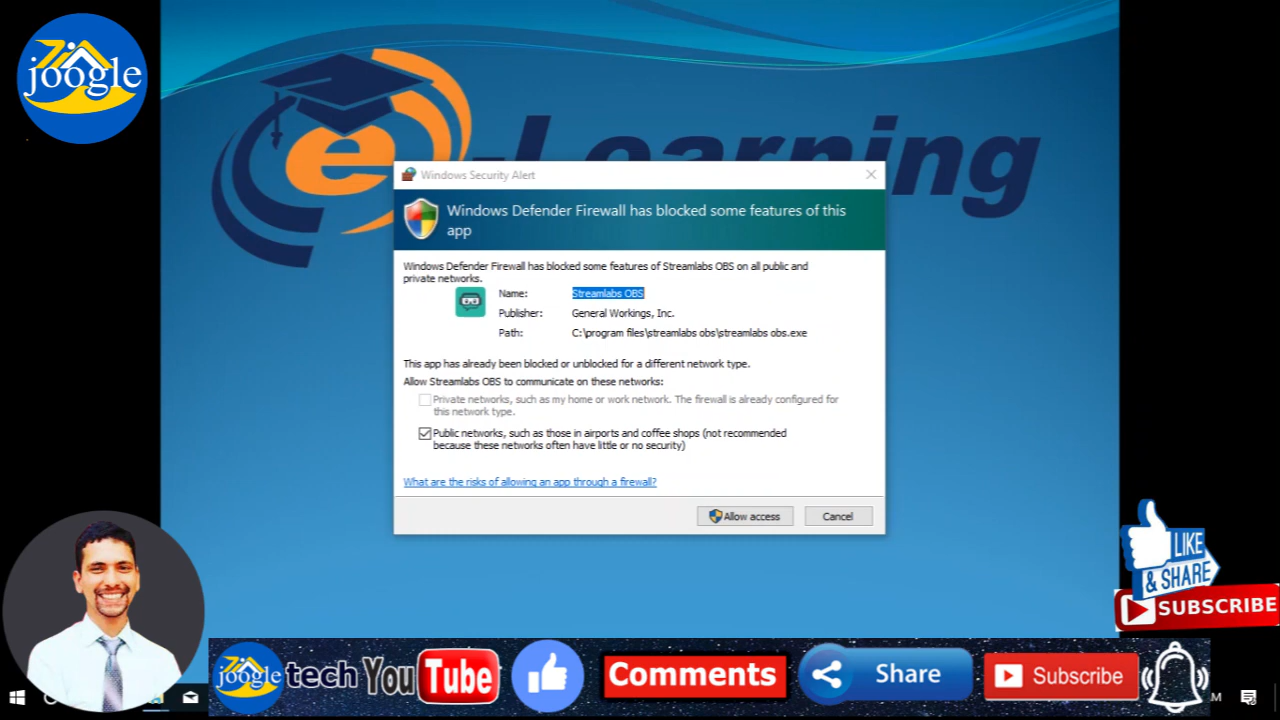 joogle
e-Learning
Windows Security Alert
Windows Defender Firewall has blocked some features of this
app
Windows Defender Firewall has blocked some features of Streamlabs OBS on all public and
private networks.
Name: Streamlabs OBS
Publisher: General Workings, Inc.
Path: C:\program files\streamlabs obs\streamlabs obs.exe
This app has already been blocked or unblocked for a different network type.
Allow Streamlabs OBS to communicate on these networks:
Private networks, such as my home or work network. The firewall is already configured for
this network type.
Public networks, such as those in airports and coffee shops (not recommended
because these networks often have little or no security)
What are the risks of allowing an app through a firewall?
Allow access Cancel
LIKE
& SHARE
SUBSCRIBE
joogle tech YouTube Comments Share Subscribe
M